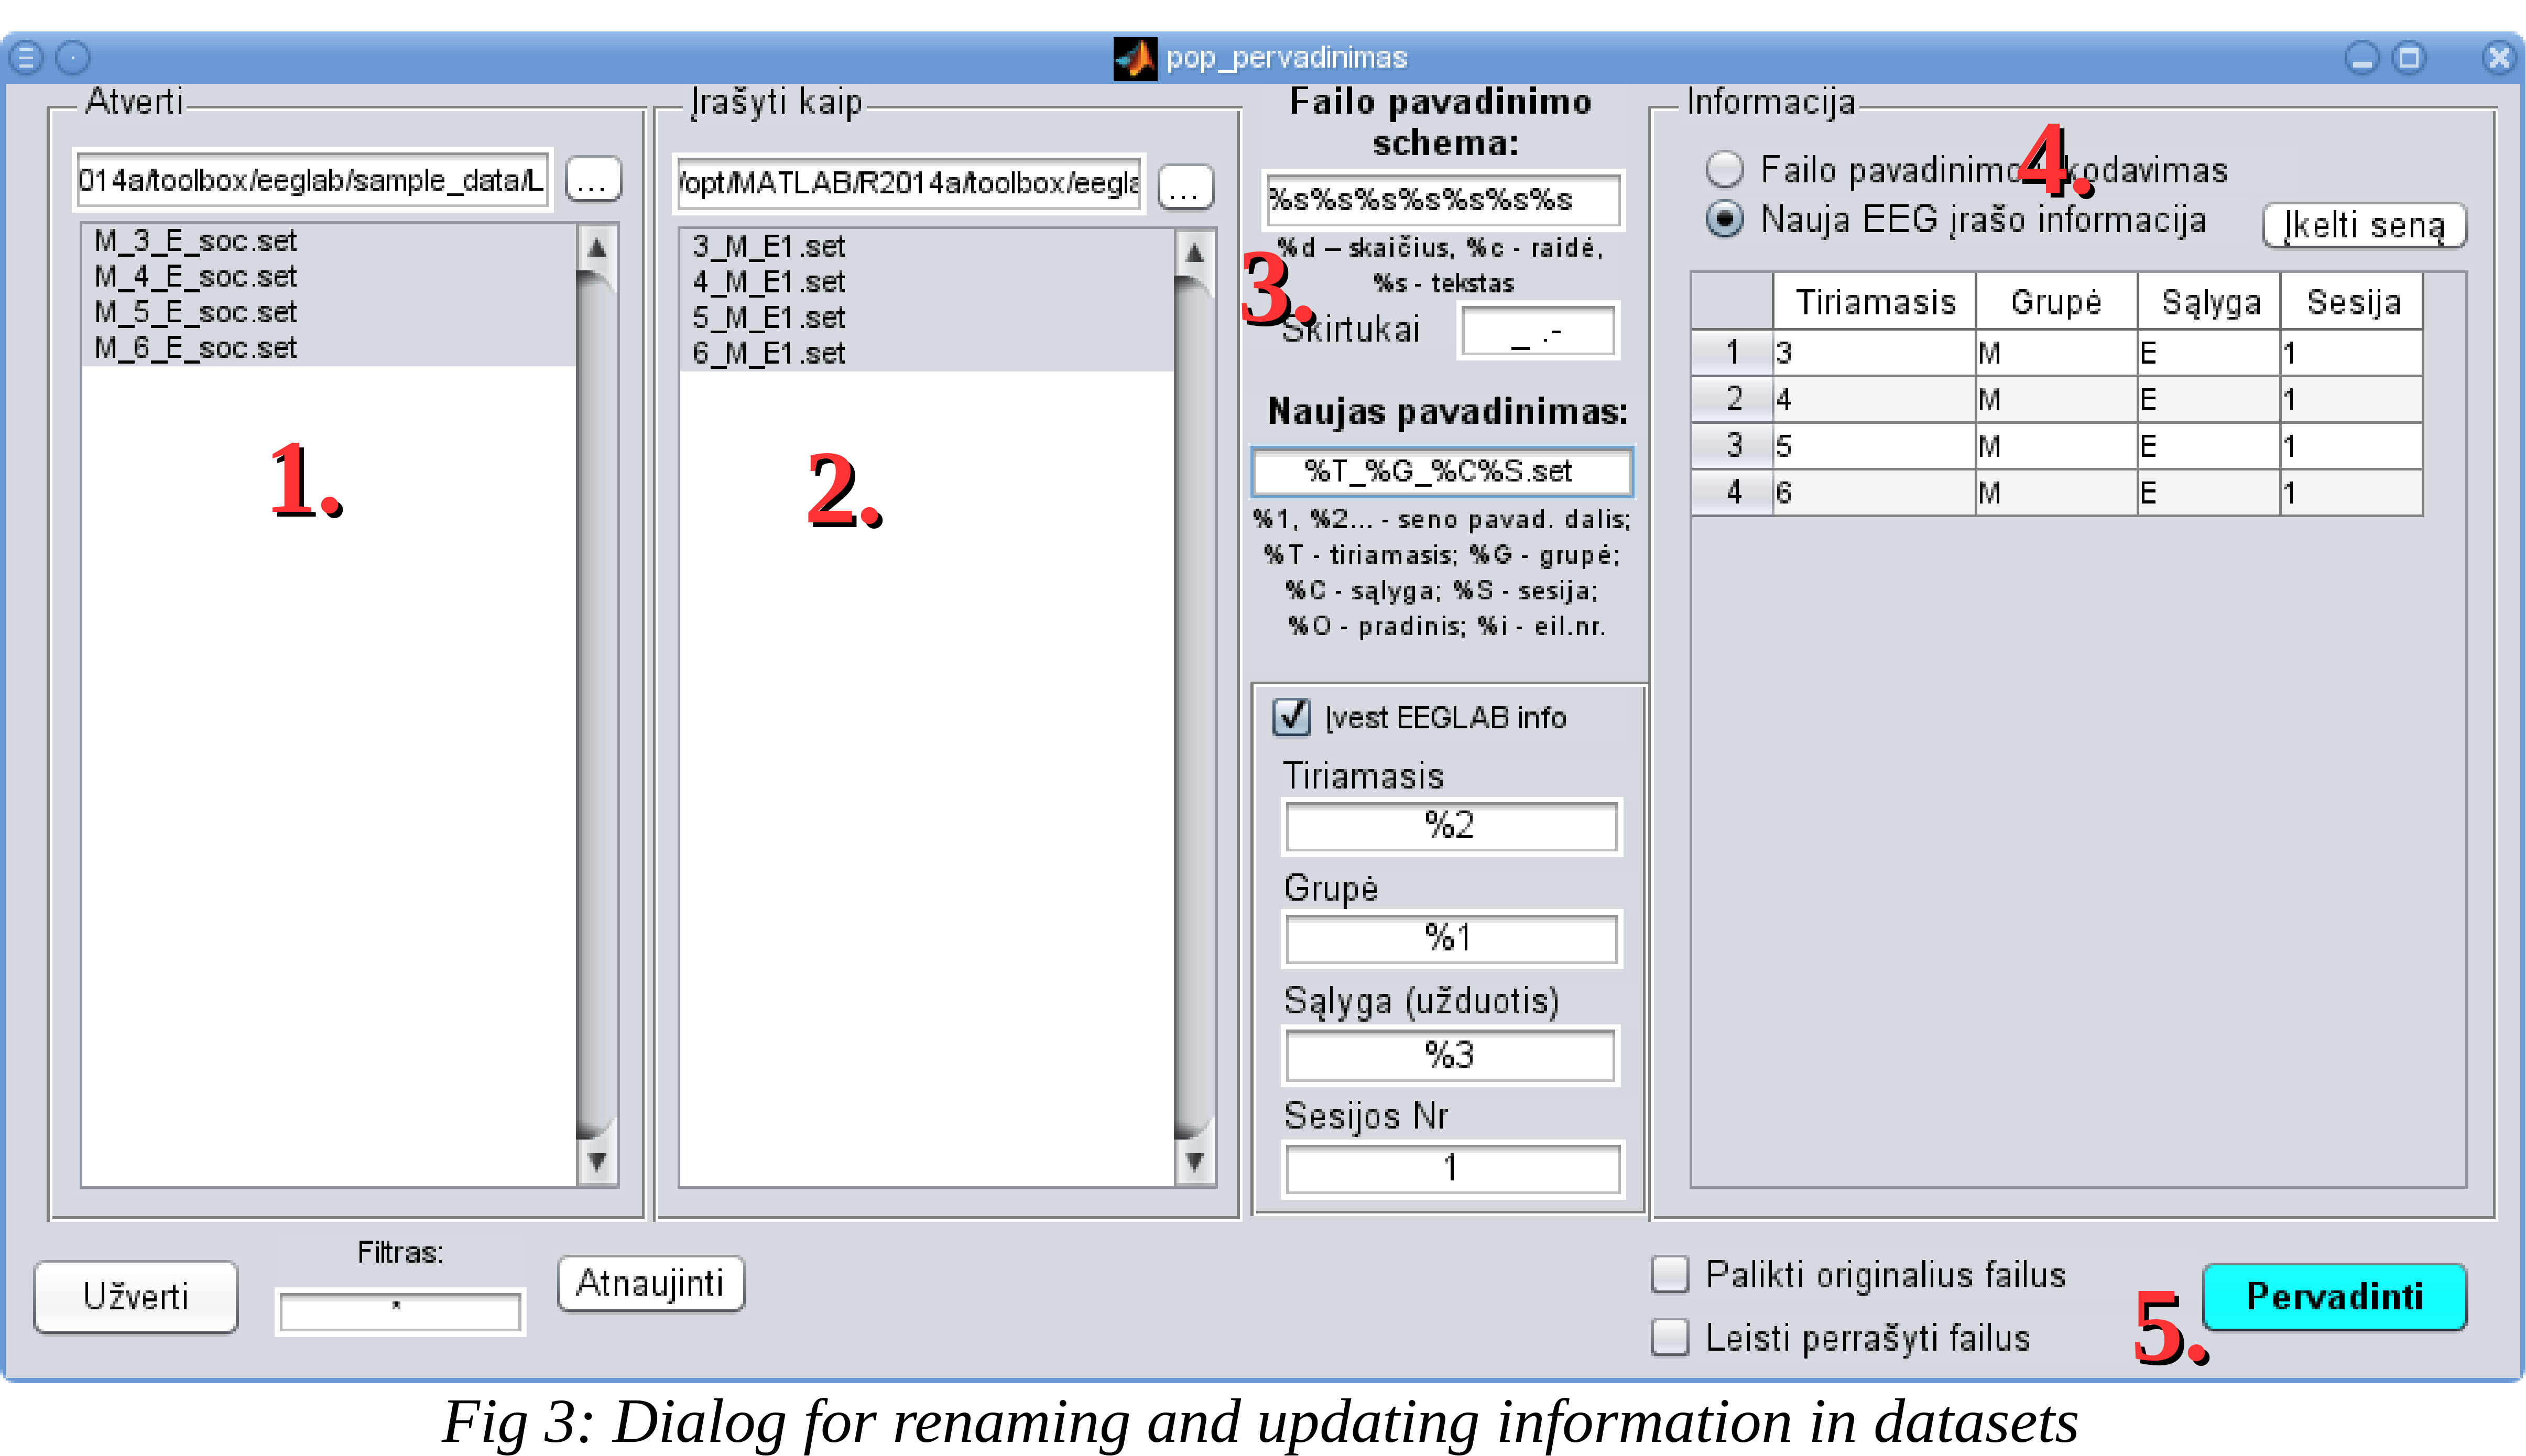 pop_pervadinimas
Atverti
014a/toolbox/eeglab/sample_data/L
...
M_3_E_soc.set
M_4_E_soc.set
M_5_E_soc.set
M_6_E_soc.set
1.
Įrašyti kaip
/opt/MATLAB/R2014a/toolbox/eegla
...
3_M_E1.set
4_M_E1.set
5_M_E1.set
6_M_E1.set
2.
Failo pavadinimo
schema:
%s%s%s%s%s%s%s
%d – skaičius, %c - raidė,
%s - tekstas
3.
Skirtukai
_ .-
Naujas pavadinimas:
%T_%G_%C%S.set
%1, %2... - seno pavad. dalis;
%T - tiriamasis; %G - grupė;
%C - sąlyga; %S - sesija;
%O - pradinis; %i - eil.nr.
Įvest EEGLAB info
Tiriamasis
%2
Grupė
%1
Sąlyga (užduotis)
%3
Sesijos Nr
1
Informacija
4.
Failo pavadinimo
Nauja EEG įrašo informacija
Įkelti seną
Tiriamasis Grupė Sąlyga Sesija
1 3 M E 1
2 4 M E 1
3 5 M E 1
4 6 M E 1
Užverti
Filtras:
*
Atnaujinti
Palikti originalius failus
Leisti perrašyti failus
5.
Pervadinti
Fig 3: Dialog for renaming and updating information in datasets